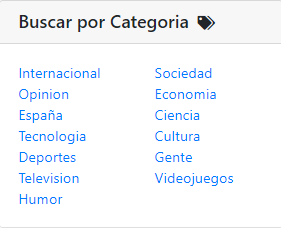 Buscar por Categoria
Internacional
Opinion
España
Tecnologia
Deportes
Television
Humor
Sociedad
Economia
Ciencia
Cultura
Gente
Videojuegos